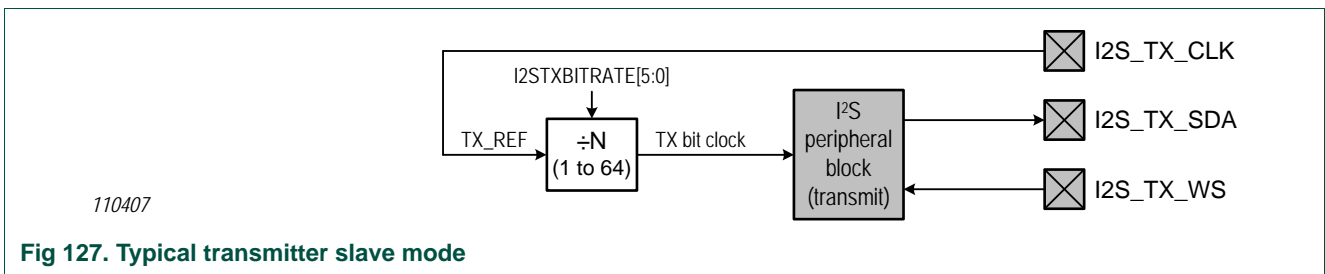 I2S_TX_CLK
I2STXBITRATE[5:0]
TX_REF
÷N
(1 to 64)
TX bit clock
I²S
peripheral
block
(transmit)
I2S_TX_SDA
I2S_TX_WS
110407
Fig 127. Typical transmitter slave mode